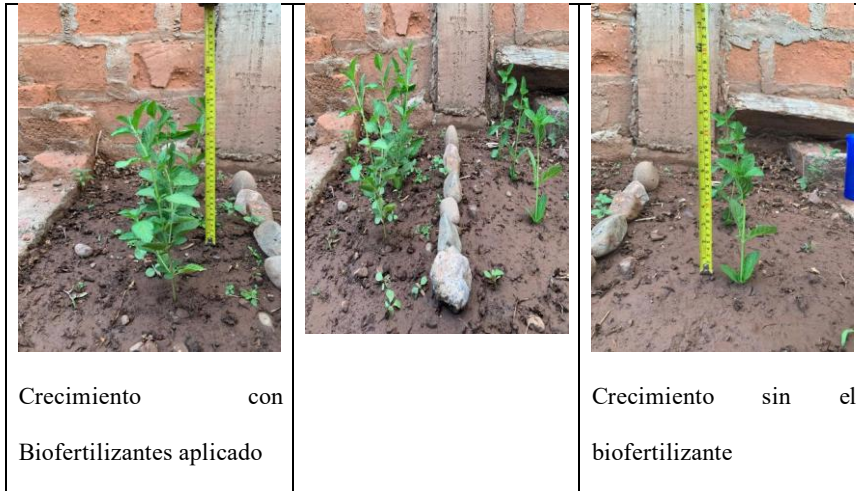 Crecimiento con
Biofertilizantes aplicado
Crecimiento sin el
biofertilizante